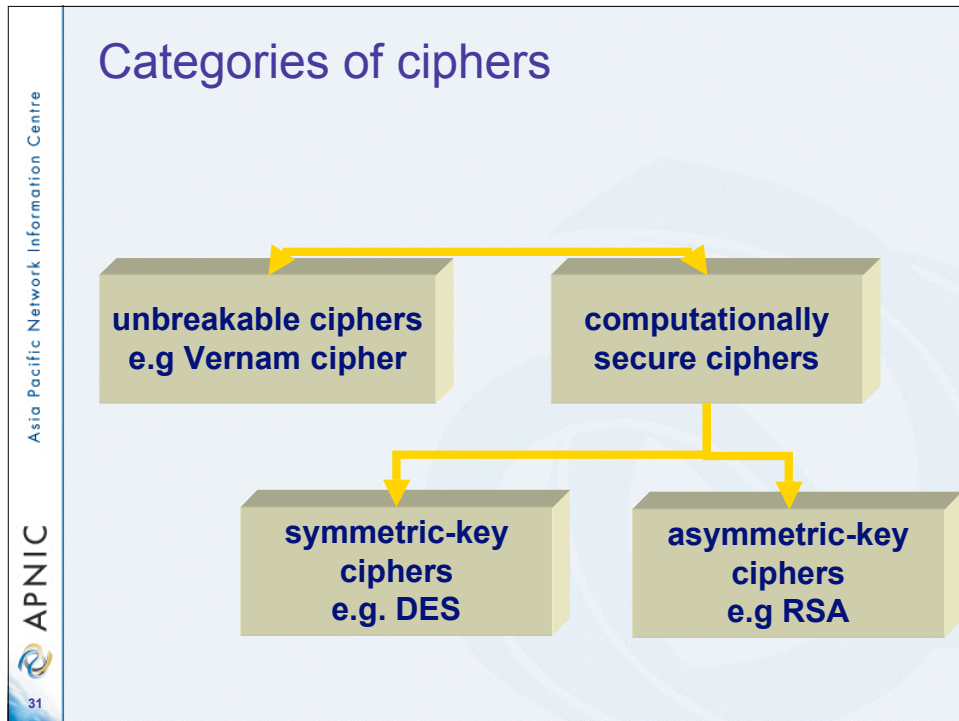 Categories of ciphers
unbreakable ciphers
e.g Vernam cipher
computationally
secure ciphers
symmetric-key
ciphers
e.g. DES
asymmetric-key
ciphers
e.g RSA
Asia Pacific Network Information Centre
APNIC
31